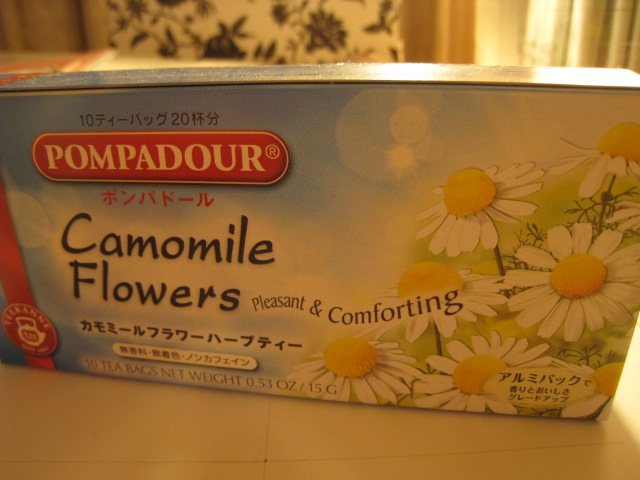 10ティーバッグ20杯分
POMPADOUR®
ポンパドール
Camomile
Flowers
Pleasant & Comforting
カモミールフラワーハーブティー
無香料・無着色・ノンカフェイン
10 TEA BAGS NET WEIGHT 0.53 OZ / 15 G
TEEKANNE
アルミパックで
香りとおいしさ
グレードアップ